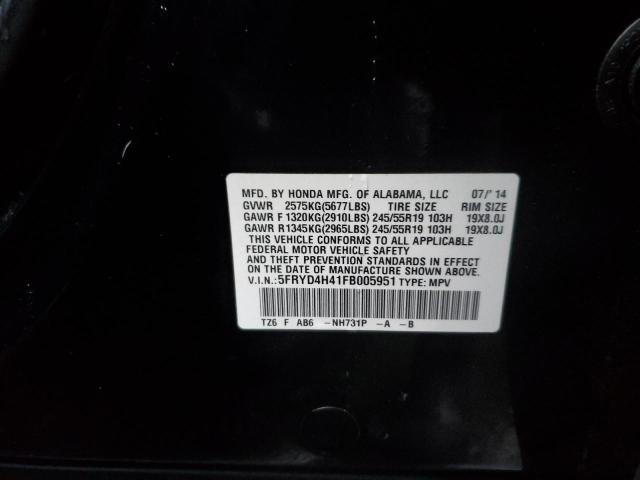 MFD. BY HONDA MFG. OF ALABAMA, LLC 07/'14
GVWR 2575KG(5677LBS) TIRE SIZE RIM SIZE
GAWR F 1320KG(2910LBS) 245/55R19 103H 19X8.0J
GAWR R1345KG(2965LBS) 245/55R19 103H 19X8.0J
THIS VEHICLE CONFORMS TO ALL APPLICABLE
FEDERAL MOTOR VEHICLE SAFETY
AND THEFT PREVENTION STANDARDS IN EFFECT
ON THE DATE OF MANUFACTURE SHOWN ABOVE.
V.I.N.:5FRYD4H41FB005951 TYPE: MPV
TZ6 F AB6 -NH731P -A -B